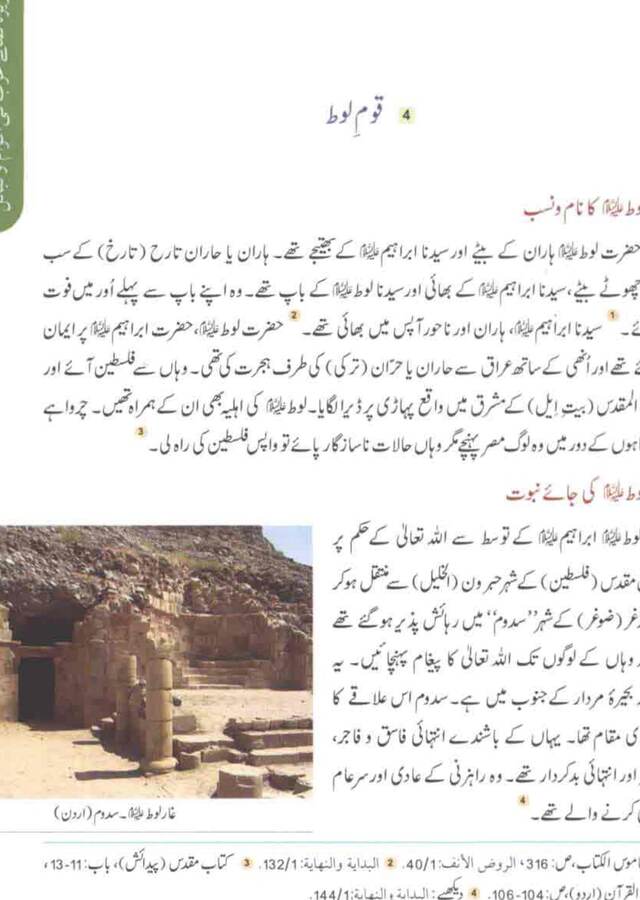 4 قومِ لوط
لوط علیہ السلام کا نام و نسب
حضرت لوط علیہ السلام ہاران کے بیٹے اور سیدنا ابراہیم علیہ السلام کے بھتیجے تھے۔ ہاران یا حاران تارح (تارخ) کے سب
چھوٹے بیٹے، سیدنا ابراہیم علیہ السلام کے بھائی اور سیدنا لوط علیہ السلام کے باپ تھے۔ وہ اپنے باپ سے پہلے اُور میں فوت
ئے۔ 1 سیدنا ابراہیم علیہ السلام، ہاران اور ناحور آپس میں بھائی تھے۔ 2 حضرت لوط علیہ السلام، حضرت ابراہیم علیہ السلام پر ایمان
ئے تھے اور اُنھی کے ساتھ عراق سے حاران یا حرّان (ترکی) کی طرف ہجرت کی تھی۔ وہاں سے فلسطین آئے اور
المقدس (بیتِ ایل) کے مشرق میں واقع پہاڑی پر ڈیرا لگایا۔ لوط علیہ السلام کی اہلیہ بھی ان کے ہمراہ تھیں۔ چرواہے
اہوں کے دور میں وہ لوگ مصر پہنچے مگر وہاں حالات ناسازگار پائے تو واپس فلسطین کی راہ لی۔ 3
لوط علیہ السلام کی جائے نبوت
لوط علیہ السلام ابراہیم علیہ السلام کے توسط سے اللہ تعالیٰ کے حکم پر
مقدس (فلسطین) کے شہر حبرون (الخلیل) سے منتقل ہو کر
غر (ضوغر) کے شہر ”سدوم“ میں رہائش پذیر ہو گئے تھے
وہاں کے لوگوں تک اللہ تعالیٰ کا پیغام پہنچائیں۔ یہ
بحیرۂ مردار کے جنوب میں ہے۔ سدوم اس علاقے کا
ی مقام تھا۔ یہاں کے باشندے انتہائی فاسق و فاجر،
اور انتہائی بدکردار تھے۔ وہ راہزنی کے عادی اور سرعام
کرنے والے تھے۔ 4
غارِ لوط علیہ السلام۔ سدوم (اردن)
اموس الکتاب، ص: 316، الروض الأنف: 40/1. 2 البداية والنهاية: 132/1. 3 کتاب مقدس (پیدائش)، باب: 11-13،
القرآن (اردو)، ص: 104-106. 4 دیکھیے: البداية والنهاية: 144/1.